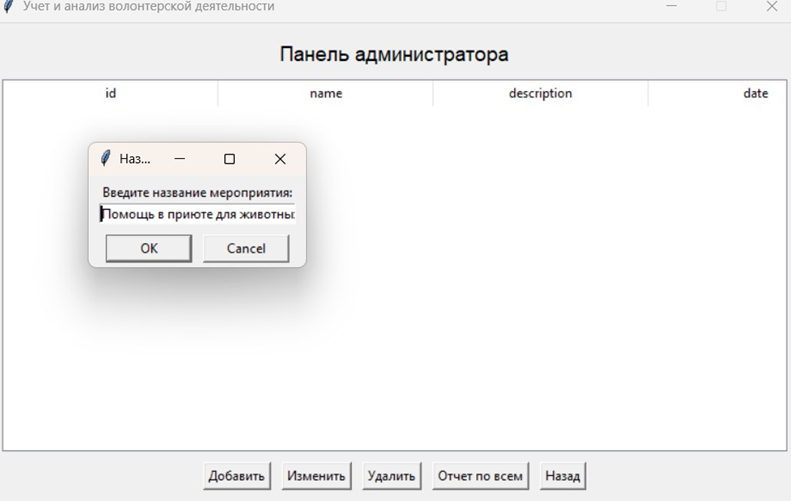 Учет и анализ волонтерской деятельности
Панель администратора
id name description date
Наз...
Введите название мероприятия:
Помощь в приюте для животны
OK Cancel
Добавить Изменить Удалить Отчет по всем Назад